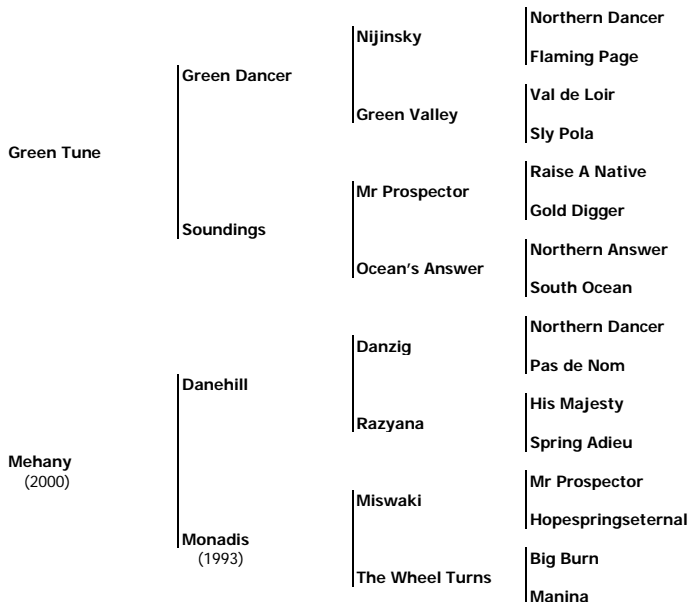 Northern Dancer
Nijinsky
Flaming Page
Green Dancer
Val de Loir
Green Valley
Sly Pola
Green Tune
Raise A Native
Mr Prospector
Gold Digger
Soundings
Northern Answer
Ocean's Answer
South Ocean
Northern Dancer
Danzig
Pas de Nom
Danehill
His Majesty
Razyana
Spring Adieu
Mehany
(2000)
Mr Prospector
Miswaki
Hopespringseternal
Monadis
(1993)
Big Burn
The Wheel Turns
Manina